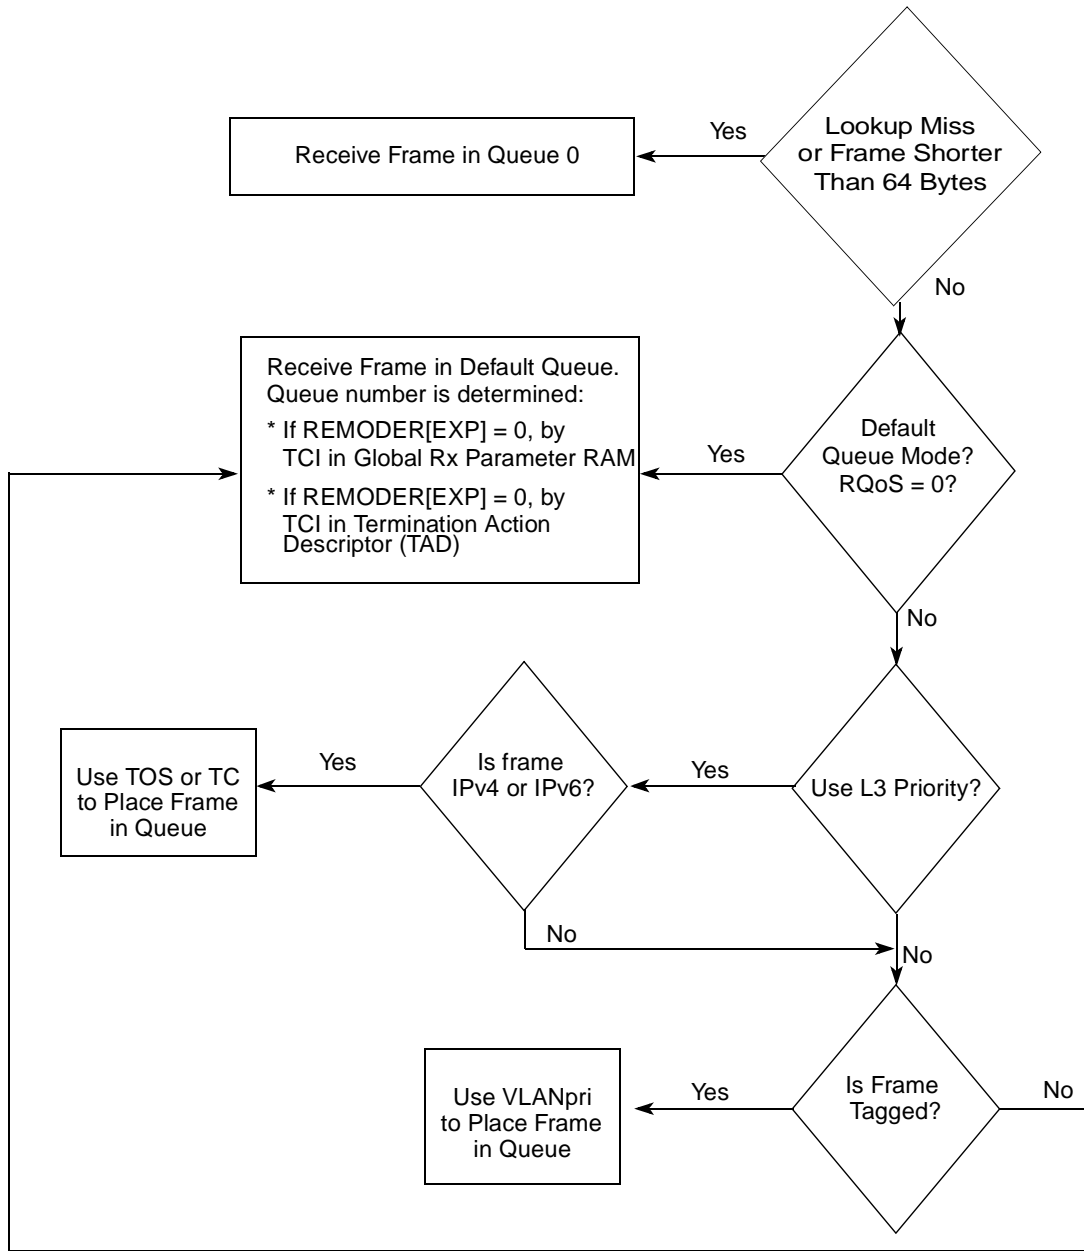 Lookup Miss
or Frame Shorter
Than 64 Bytes
Yes
Receive Frame in Queue 0
No
Default
Queue Mode?
RQoS = 0?
Yes
Receive Frame in Default Queue.
Queue number is determined:
* If REMODER[EXP] = 0, by
TCI in Global Rx Parameter RAM
* If REMODER[EXP] = 0, by
TCI in Termination Action
Descriptor (TAD)
No
Use L3 Priority?
Yes
Is frame
IPv4 or IPv6?
Yes
Use TOS or TC
to Place Frame
in Queue
No
No
Is Frame
Tagged?
Yes
Use VLANpri
to Place Frame
in Queue
No